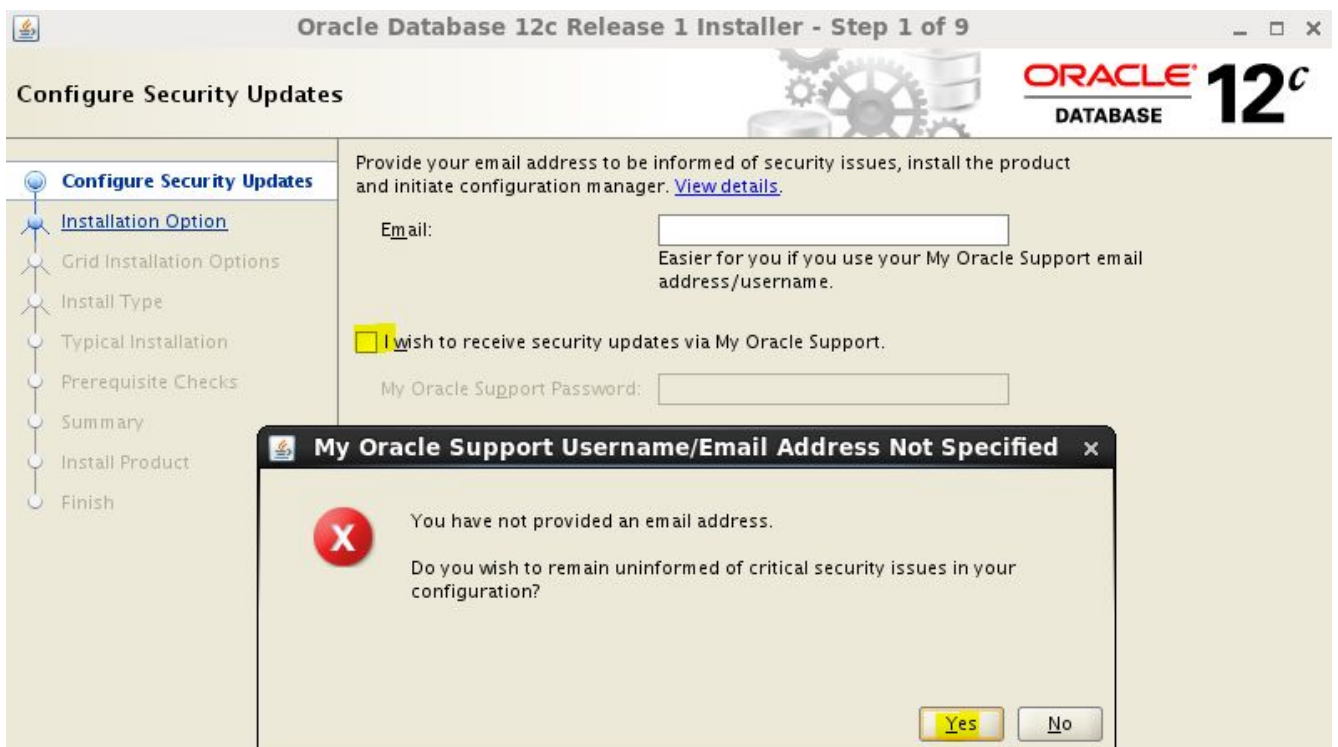 Oracle Database 12c Release 1 Installer - Step 1 of 9
Configure Security Updates
ORACLE
DATABASE
12c
Configure Security Updates
Installation Option
Grid Installation Options
Install Type
Typical Installation
Prerequisite Checks
Summary
Install Product
Finish
Provide your email address to be informed of security issues, install the product
and initiate configuration manager. View details.
Email:
Easier for you if you use your My Oracle Support email
address/username.
I wish to receive security updates via My Oracle Support.
My Oracle Support Password:
My Oracle Support Username/Email Address Not Specified
You have not provided an email address.
Do you wish to remain uninformed of critical security issues in your
configuration?
Yes
No